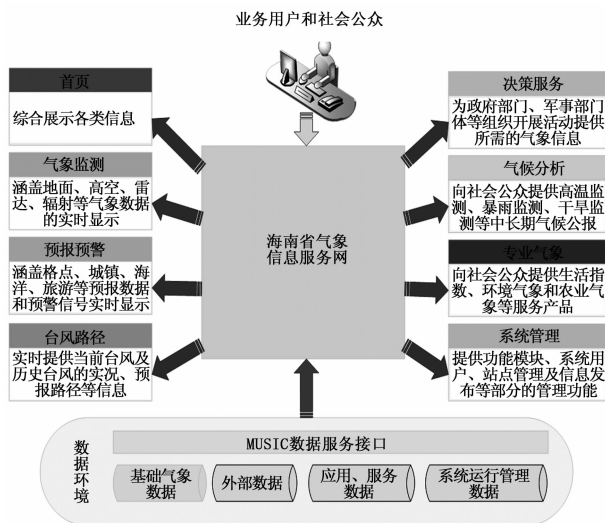 业务用户和社会公众
首页
综合展示各类信息
气象监测
涵盖地面、高空、雷
达、辐射等气象数据
的实时显示
预报预警
涵盖格点、城镇、海
洋、旅游等预报数据
和预警信号实时显示
台风路径
实时提供当前台风及
历史台风的实况、预
报路径等信息
海南省气象
信息服务网
决策服务
为政府部门、军事部门
体等组织开展活动提供
所需的气象信息
气候分析
向社会公众提供高温监
测、暴雨监测、干旱监
测等中长期气候公报
专业气象
向社会公众提供生活指
数、环境气象和农业气
象等服务产品
系统管理
提供功能模块、系统用
户、站点管理及信息发
布等部分的管理功能
数据环境
MUSIC数据服务接口
基础气象
数据
外部数据
应用、服务
数据
系统运行管理
数据